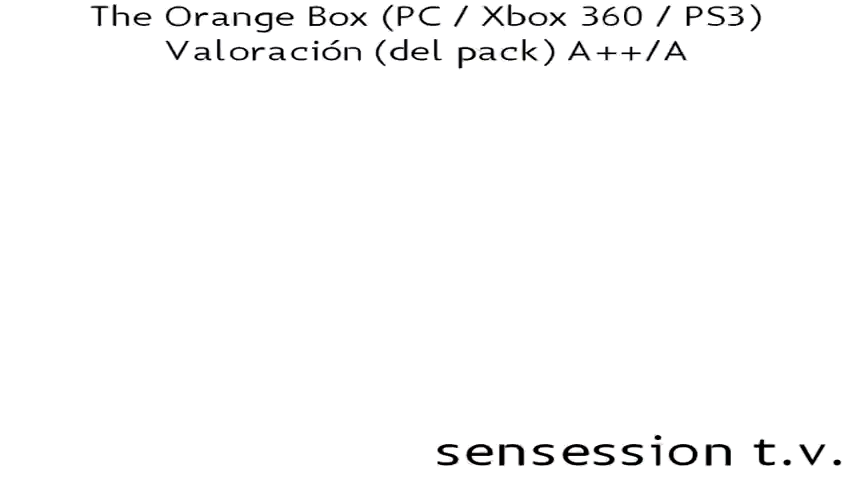 The Orange Box (PC / Xbox 360 / PS3)
Valoración (del pack) A++/A
sensession t.v.